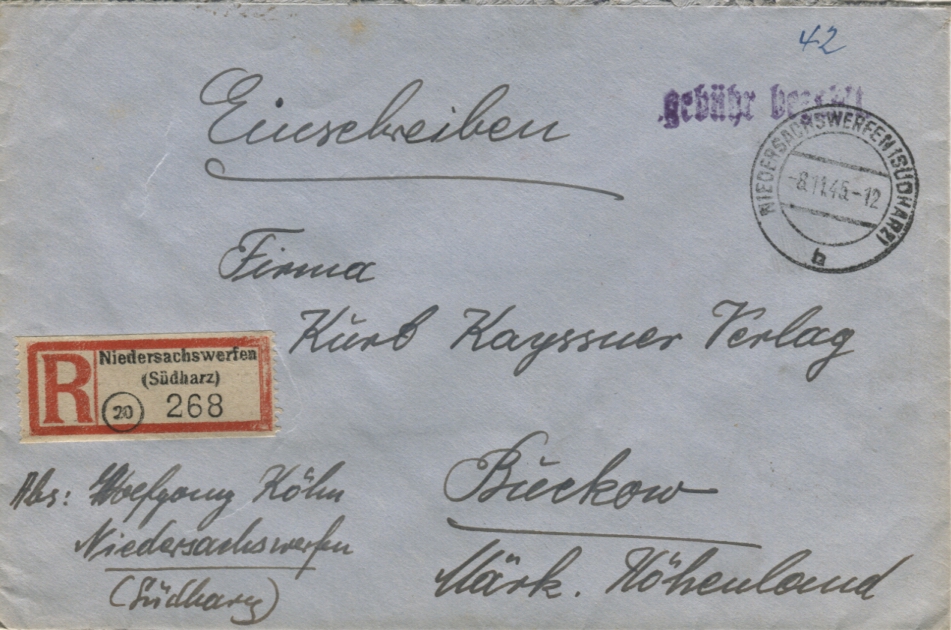 42
Einschreiben
gebühr bezahlt
NIEDERSACHSWERFEN (SÜDHARZ)
-8.11.45.-12
b
Firma
Kurt Kayssner Verlag
R
Niedersachswerfen
(Südharz)
20 268
Bückow
Märk. Höhenland
Abs: Wolfgang Köhn
Niedersachswerfen
(Südharz)